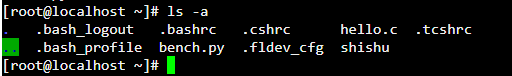 [root@localhost ~]# ls -a
. .bash_logout .bashrc .cshrc hello.c .tcshrc
.. .bash_profile bench.py .fldev_cfg shishu
[root@localhost ~]#